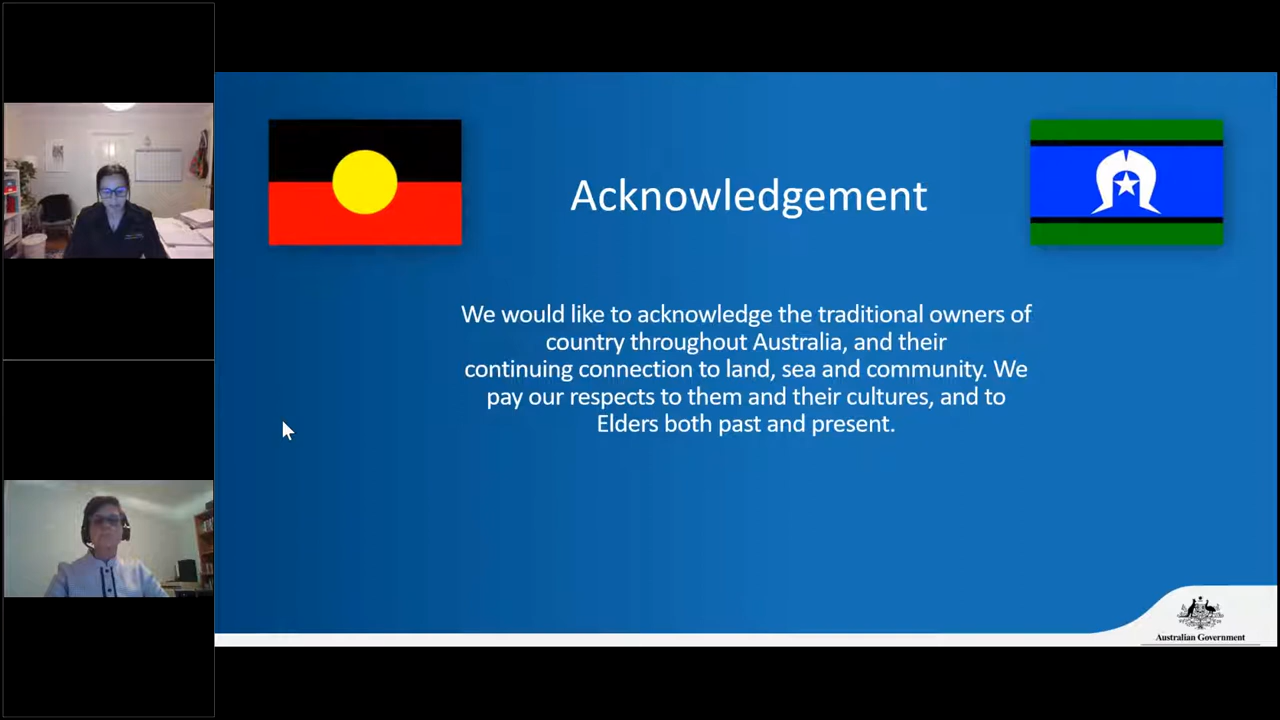 Acknowledgement
We would like to acknowledge the traditional owners of
country throughout Australia, and their
continuing connection to land, sea and community. We
pay our respects to them and their cultures, and to
Elders both past and present.
Australian Government